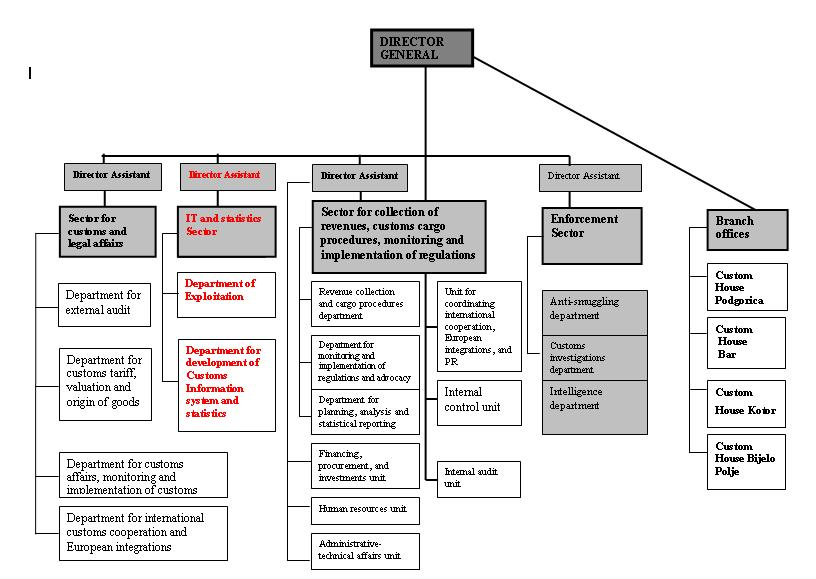 DIRECTOR
GENERAL
Director Assistant
Director Assistant
Director Assistant
Director Assistant
Sector for
customs and
legal affairs
IT and statistics
Sector
Sector for collection of
revenues, customs cargo
procedures, monitoring and
implementation of regulations
Enforcement
Sector
Branch
offices
Department for
external audit
Department for
customs tariff,
valuation and
origin of goods
Department for customs
affairs, monitoring and
implementation of customs
Department for international
customs cooperation and
European integrations
Department of
Exploitation
Department for
development of
Customs
Information
system and
statistics
Revenue collection
and cargo procedures
department
Department for
monitoring and
implementation of
regulations and advocacy
Department for
planning, analysis and
statistical reporting
Financing,
procurement, and
investments unit
Human resources unit
Administrative-
technical affairs unit
Unit for
coordinating
international
cooperation,
European
integrations, and
PR
Internal
control unit
Internal audit
unit
Anti-smuggling
department
Customs
investigations
department
Intelligence
department
Custom
House
Podgorica
Custom
House
Bar
Custom
House Kotor
Custom
House Bijelo
Polje